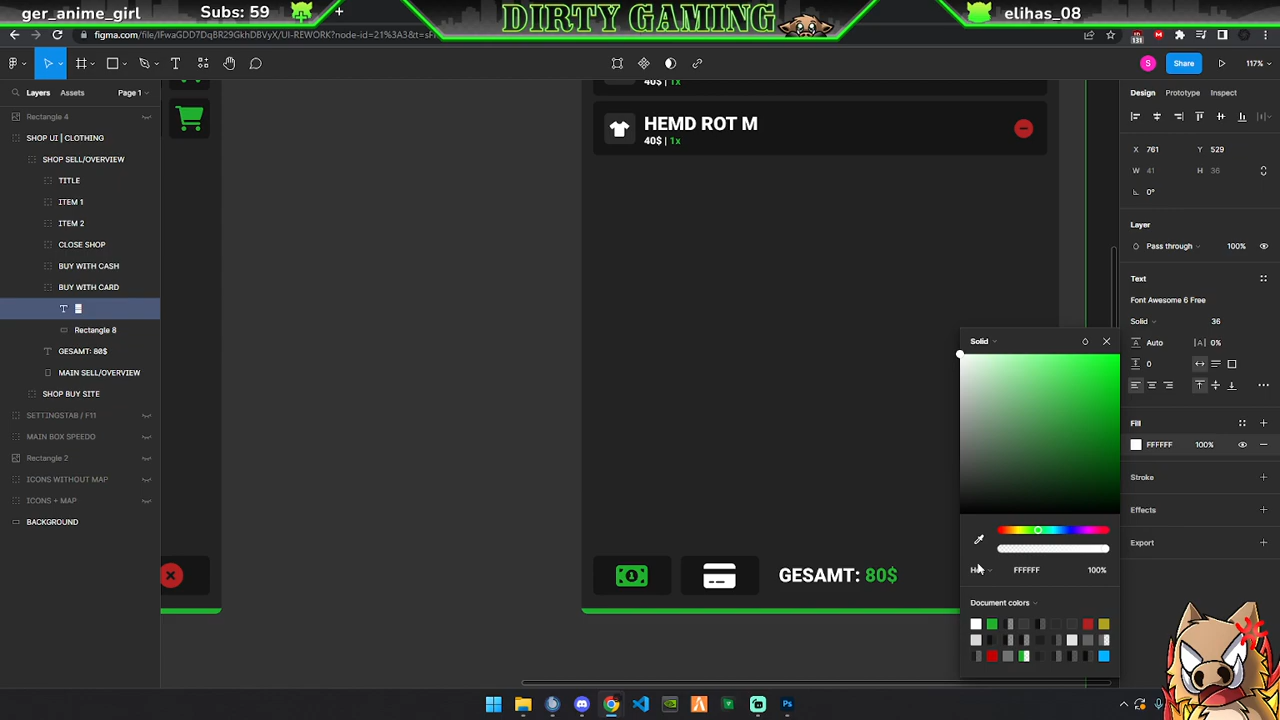 ger_anime_girl
Subs: 59
DIRTY GAMING
elihas_08
figma.com/file/IFwaGDD7DqBR29GkhDBVyX/UI-REWORK?node-id=21%3A3&t=sF
131
S
Share
117%
Layers
Assets
Page 1
Design
Prototype
Inspect
Rectangle 4
SHOP UI | CLOTHING
SHOP SELL/OVERVIEW
TITLE
ITEM 1
ITEM 2
CLOSE SHOP
BUY WITH CASH
BUY WITH CARD
Rectangle 8
GESAMT: 80$
MAIN SELL/OVERVIEW
SHOP BUY SITE
SETTINGSTAB / F11
MAIN BOX SPEEDO
Rectangle 2
ICONS WITHOUT MAP
ICONS + MAP
BACKGROUND
40$ | 1x
HEMD ROT M
40$ | 1x
GESAMT: 80$
X 761
Y 529
W 41
H 36
0°
Layer
Pass through
100%
Text
Font Awesome 6 Free
Solid
36
Auto
0%
0
Fill
FFFFFF
100%
Stroke
Effects
Export
Solid
FFFFFF
100%
Document colors